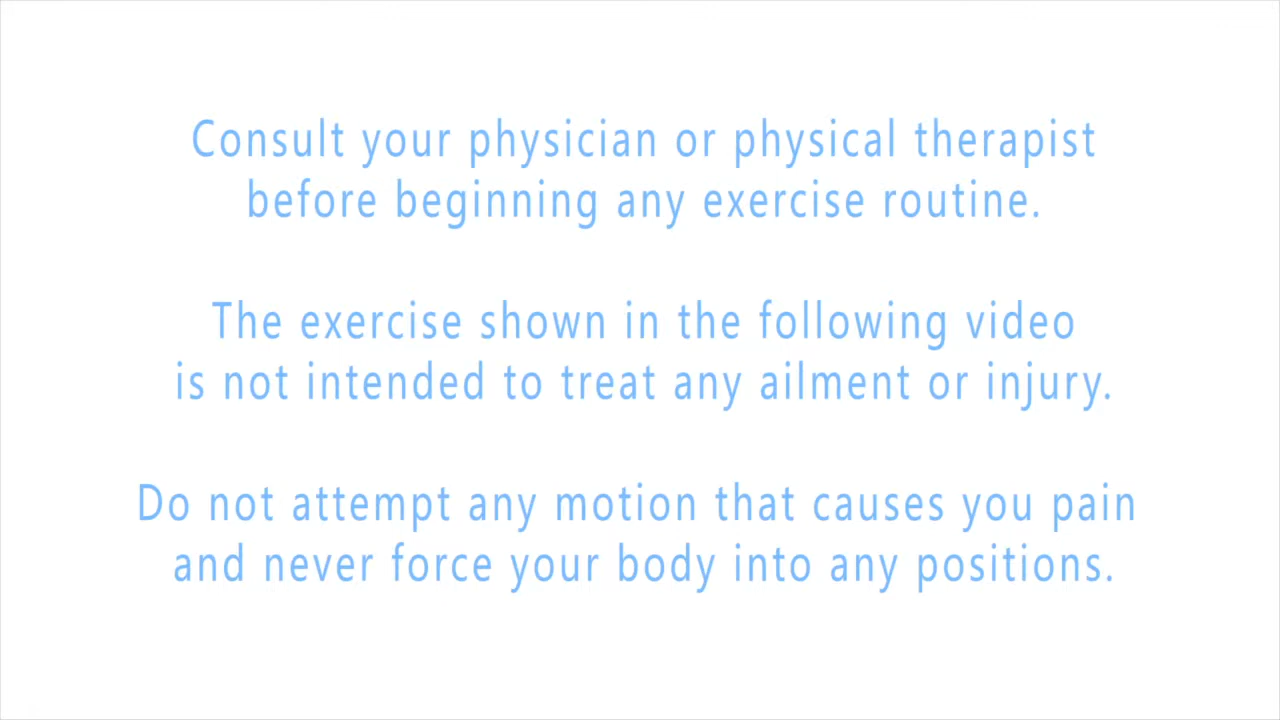 Consult your physician or physical therapist
before beginning any exercise routine.
The exercise shown in the following video
is not intended to treat any ailment or injury.
Do not attempt any motion that causes you pain
and never force your body into any positions.